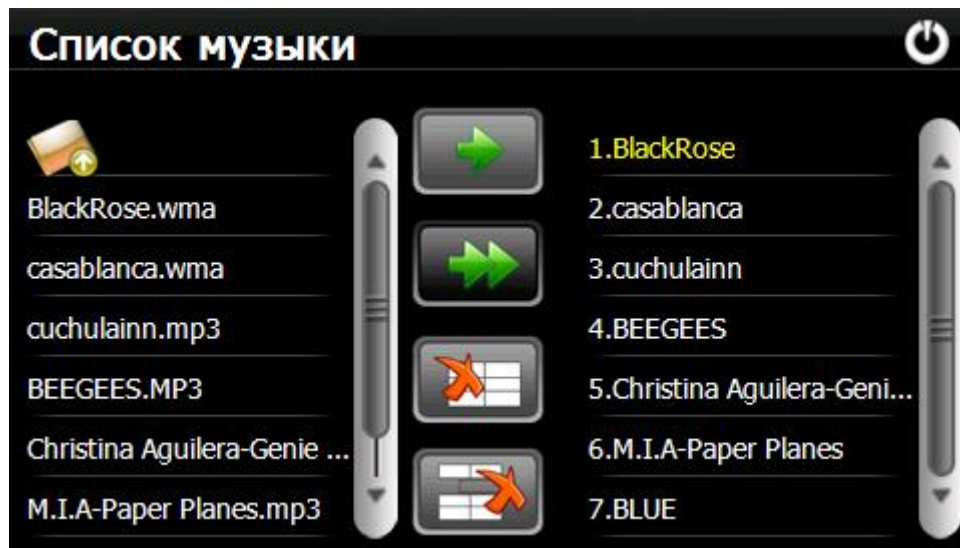 Список музыки
BlackRose.wma
casablanca.wma
cuchulainn.mp3
BEEGEES.MP3
Christina Aguilera-Genie ...
M.I.A-Paper Planes.mp3
1.BlackRose
2.casablanca
3.cuchulainn
4.BEEGEES
5.Christina Aguilera-Geni...
6.M.I.A-Paper Planes
7.BLUE